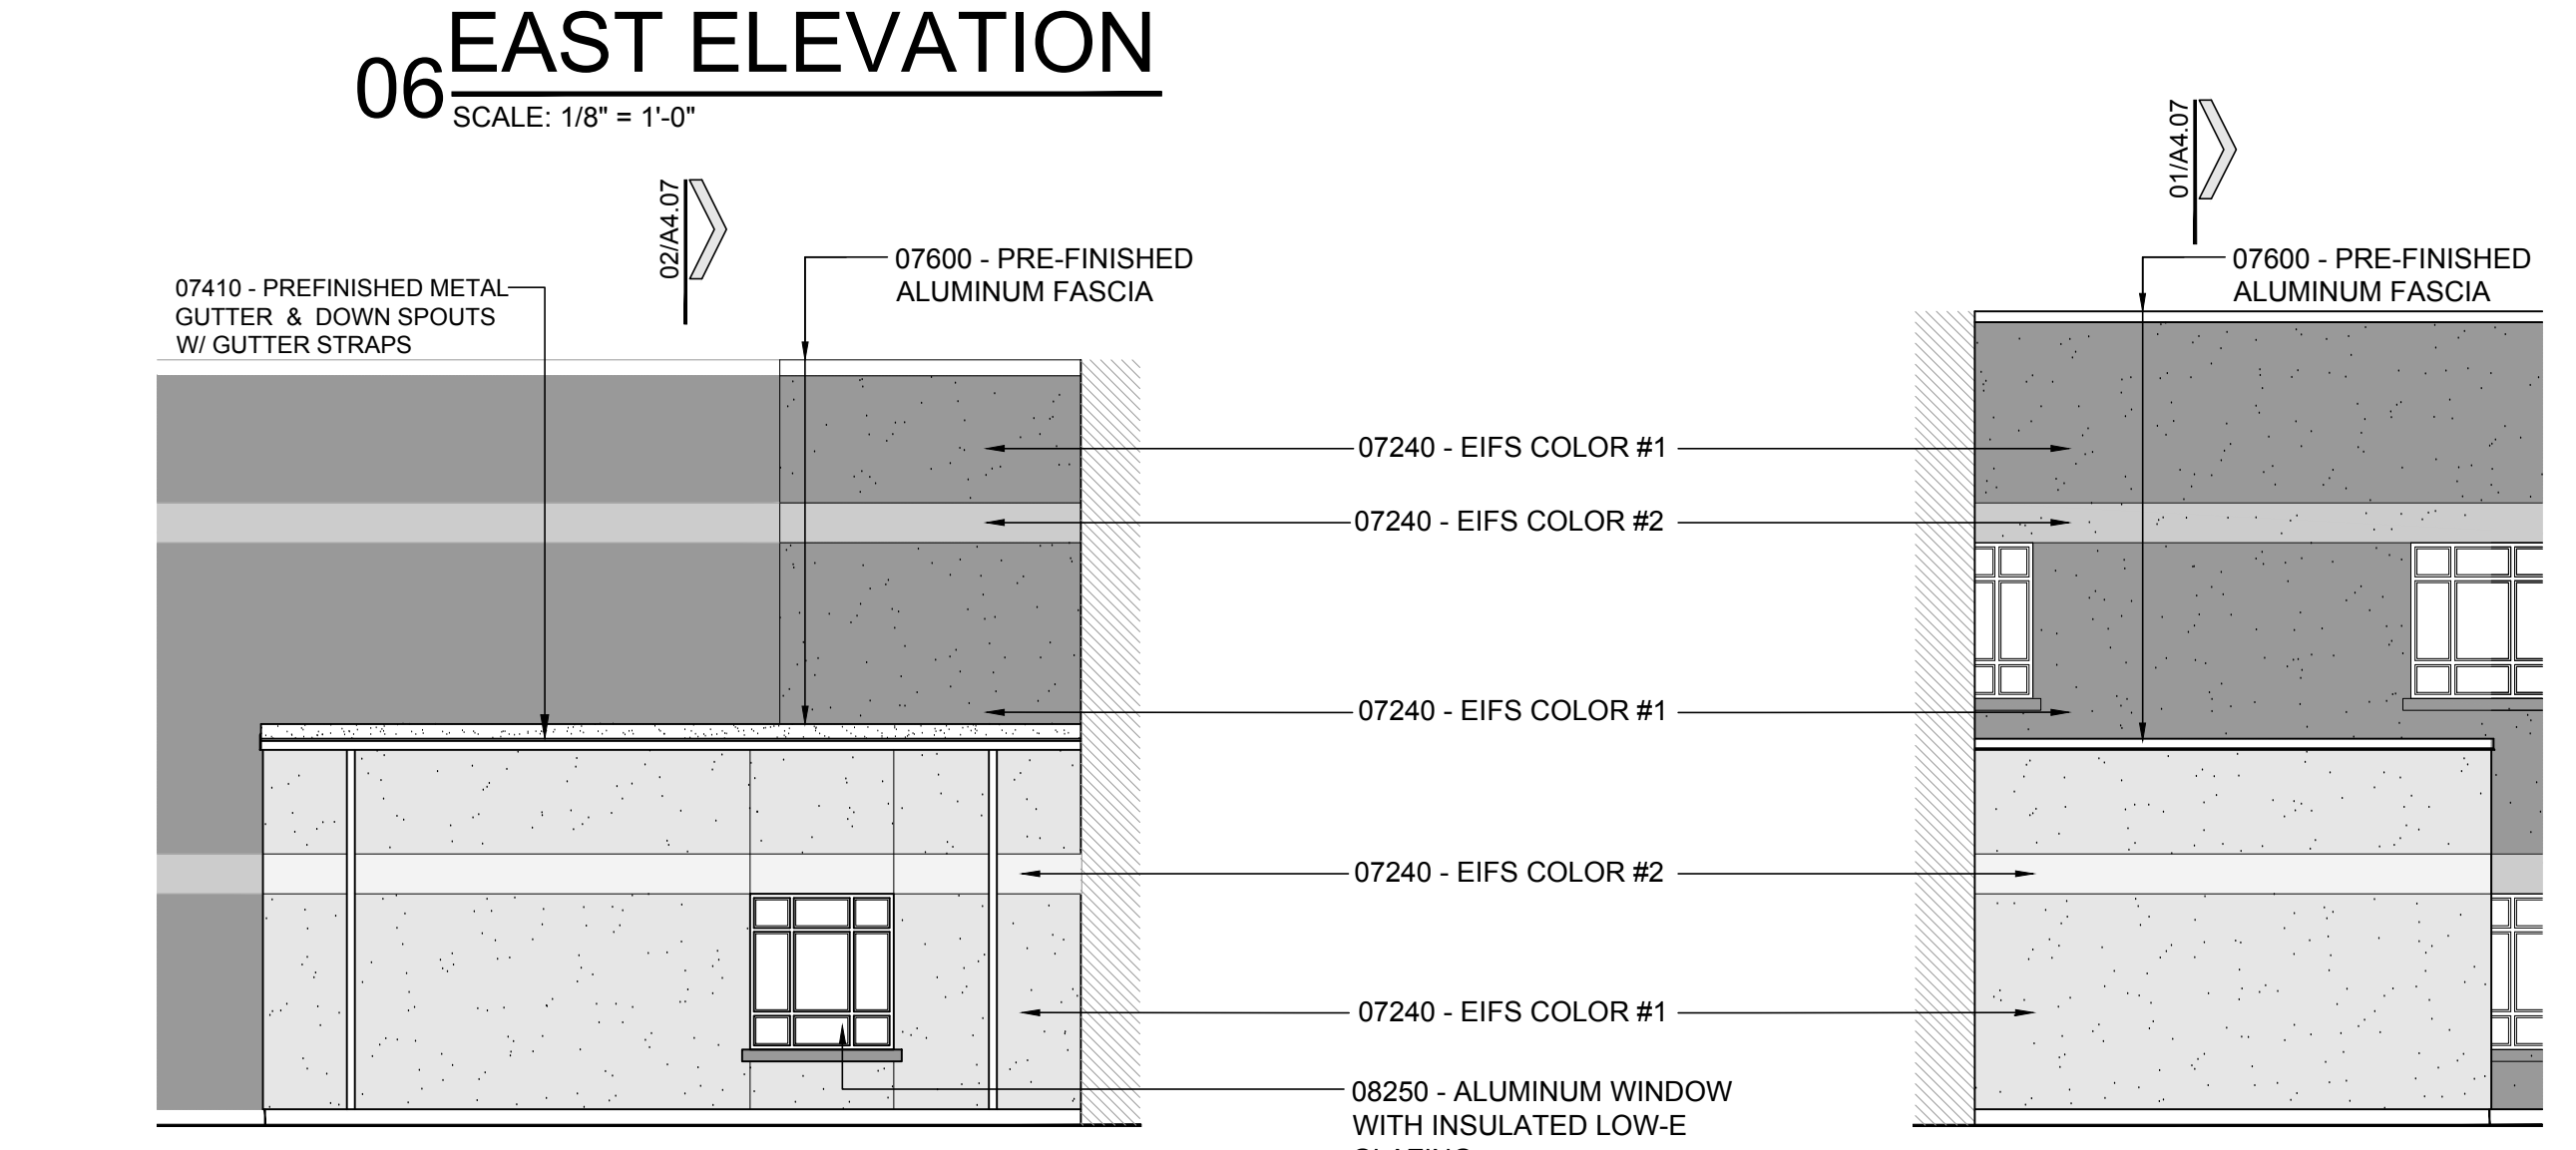 EAST ELEVATION
06
SCALE: 1/8" = 1'-0"
02/A4.07
01/A4.07
07410 - PREFINISHED METAL
GUTTER & DOWN SPOUTS
W/ GUTTER STRAPS
07600 - PRE-FINISHED
ALUMINUM FASCIA
07600 - PRE-FINISHED
ALUMINUM FASCIA
07240 - EIFS COLOR #1
07240 - EIFS COLOR #2
07240 - EIFS COLOR #1
07240 - EIFS COLOR #2
07240 - EIFS COLOR #1
08250 - ALUMINUM WINDOW
WITH INSULATED LOW-E